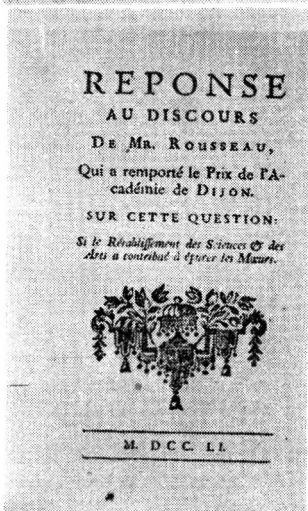 REPONSE
AU DISCOURS
DE MR. ROUSSEAU,
Qui a remporté le Prix de l'A-
cadémie de DIJON.
SUR CETTE QUESTION:
Si le Rétablissement des Sciences & des
Arts a contribué à épurer les Mœurs.
M. DCC. LI.